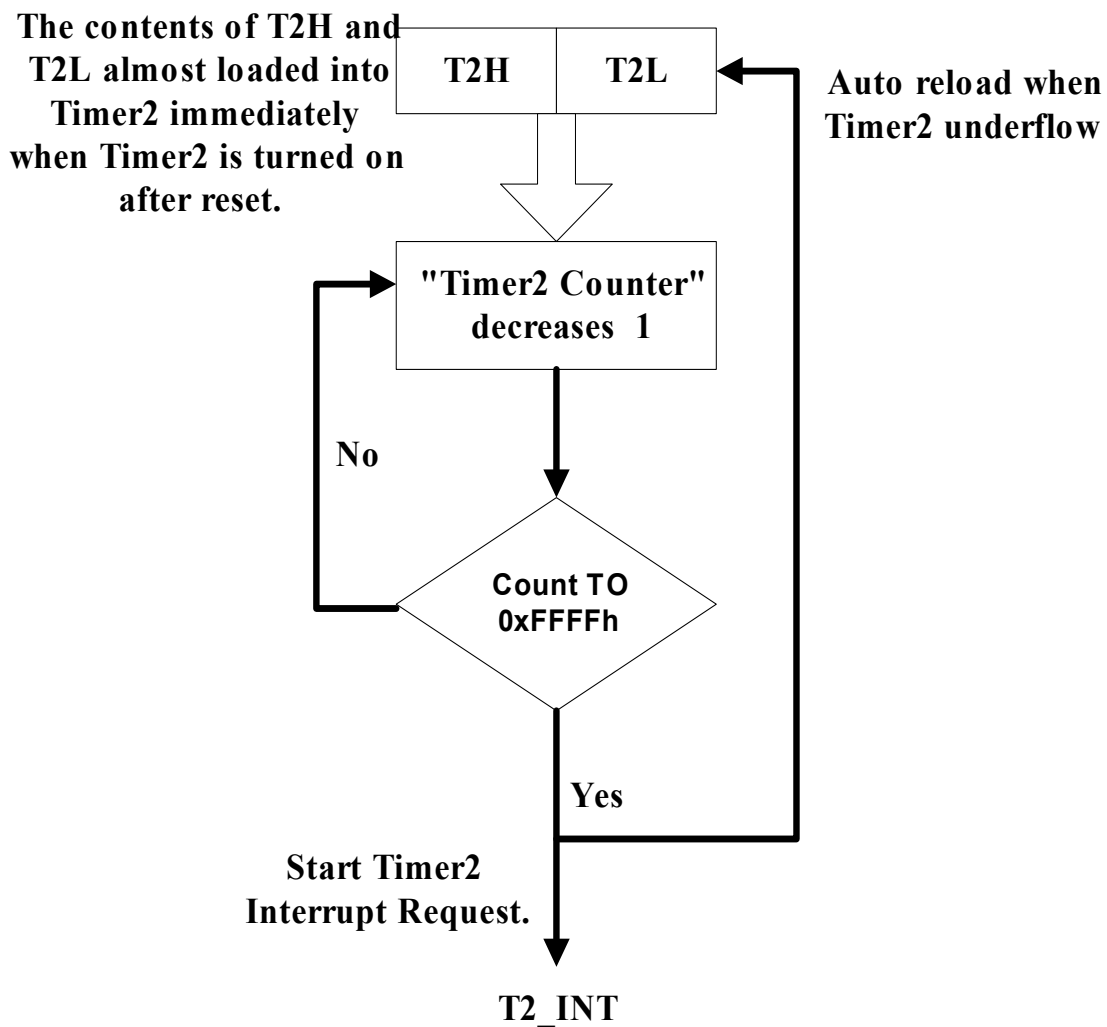 The contents of T2H and
T2L almost loaded into
Timer2 immediately
when Timer2 is turned on
after reset.
T2H
T2L
Auto reload when
Timer2 underflow
"Timer2 Counter"
decreases 1
No
Count TO
0xFFFFh
Yes
Start Timer2
Interrupt Request.
T2_INT